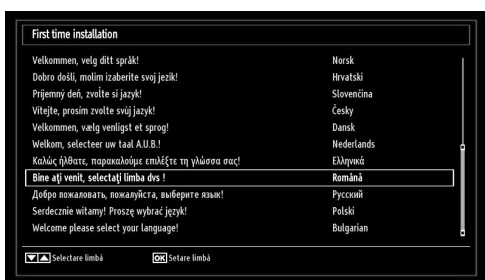 First time installation
Velkommen, velg ditt språk! Norsk
Dobro došli, molim izaberite svoj jezik! Hrvatski
Príjemný deň, zvoľte si jazyk! Slovenčina
Vítejte, prosím zvolte svůj jazyk! Česky
Velkommen, vælg venligst et sprog! Dansk
Welkom, selecteer uw taal A.U.B.! Nederlands
Καλώς ήλθατε, παρακαλούμε επιλέξτε τη γλώσσα σας! Ελληνικά
Bine aţi venit, selectaţi limba dvs ! Română
Добро пожаловать, пожалуйста, выберите язык! Русский
Serdecznie witamy! Proszę wybrać język! Polski
Welcome please select your language! Bulgarian
Selectare limbă OK Setare limbă